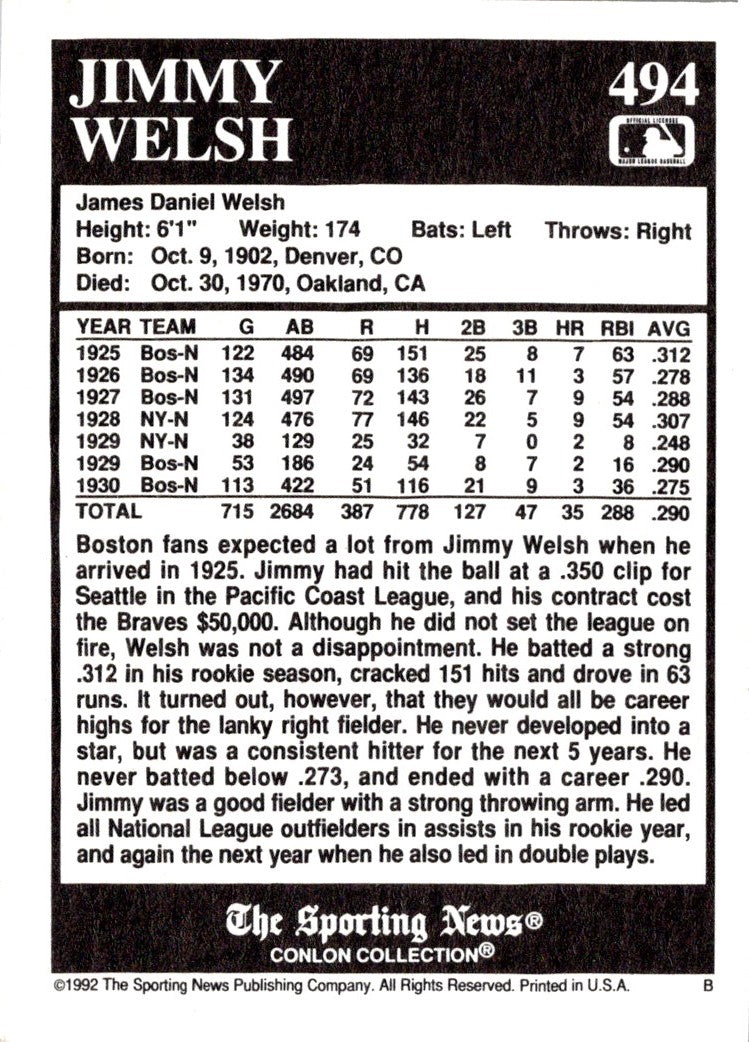 JIMMY 494
WELSH
OFFICIAL LICENSEE
MAJOR LEAGUE BASEBALL
James Daniel Welsh
Height: 6'1" Weight: 174 Bats: Left Throws: Right
Born: Oct. 9, 1902, Denver, CO
Died: Oct. 30, 1970, Oakland, CA
YEAR TEAM G AB R H 2B 3B HR RBI AVG
1925 Bos-N 122 484 69 151 25 8 7 63 .312
1926 Bos-N 134 490 69 136 18 11 3 57 .278
1927 Bos-N 131 497 72 143 26 7 9 54 .288
1928 NY-N 124 476 77 146 22 5 9 54 .307
1929 NY-N 38 129 25 32 7 0 2 8 .248
1929 Bos-N 53 186 24 54 8 7 2 16 .290
1930 Bos-N 113 422 51 116 21 9 3 36 .275
TOTAL 715 2684 387 778 127 47 35 288 .290
Boston fans expected a lot from Jimmy Welsh when he
arrived in 1925. Jimmy had hit the ball at a .350 clip for
Seattle in the Pacific Coast League, and his contract cost
the Braves $50,000. Although he did not set the league on
fire, Welsh was not a disappointment. He batted a strong
.312 in his rookie season, cracked 151 hits and drove in 63
runs. It turned out, however, that they would all be career
highs for the lanky right fielder. He never developed into a
star, but was a consistent hitter for the next 5 years. He
never batted below .273, and ended with a career .290.
Jimmy was a good fielder with a strong throwing arm. He led
all National League outfielders in assists in his rookie year,
and again the next year when he also led in double plays.
The Sporting News®
CONLON COLLECTION®
©1992 The Sporting News Publishing Company. All Rights Reserved. Printed in U.S.A. B